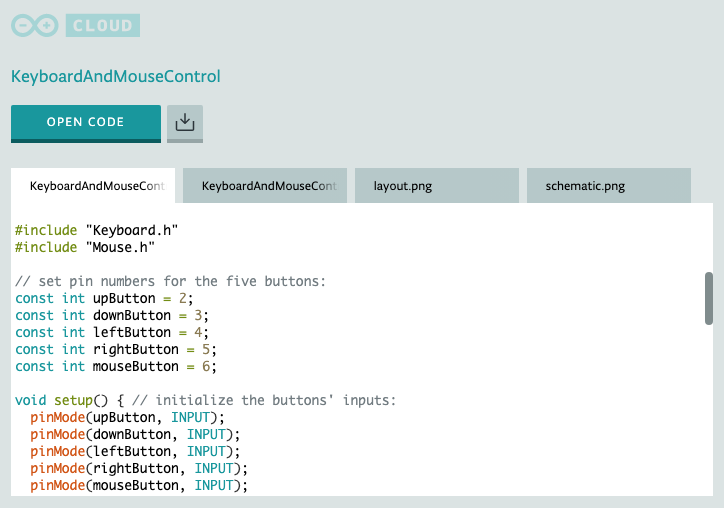 CLOUD
KeyboardAndMouseControl
OPEN CODE
KeyboardAndMouseCont
KeyboardAndMouseCont
layout.png
schematic.png
#include "Keyboard.h"
#include "Mouse.h"
// set pin numbers for the five buttons:
const int upButton = 2;
const int downButton = 3;
const int leftButton = 4;
const int rightButton = 5;
const int mouseButton = 6;
void setup() { // initialize the buttons' inputs:
  pinMode(upButton, INPUT);
  pinMode(downButton, INPUT);
  pinMode(leftButton, INPUT);
  pinMode(rightButton, INPUT);
  pinMode(mouseButton, INPUT);